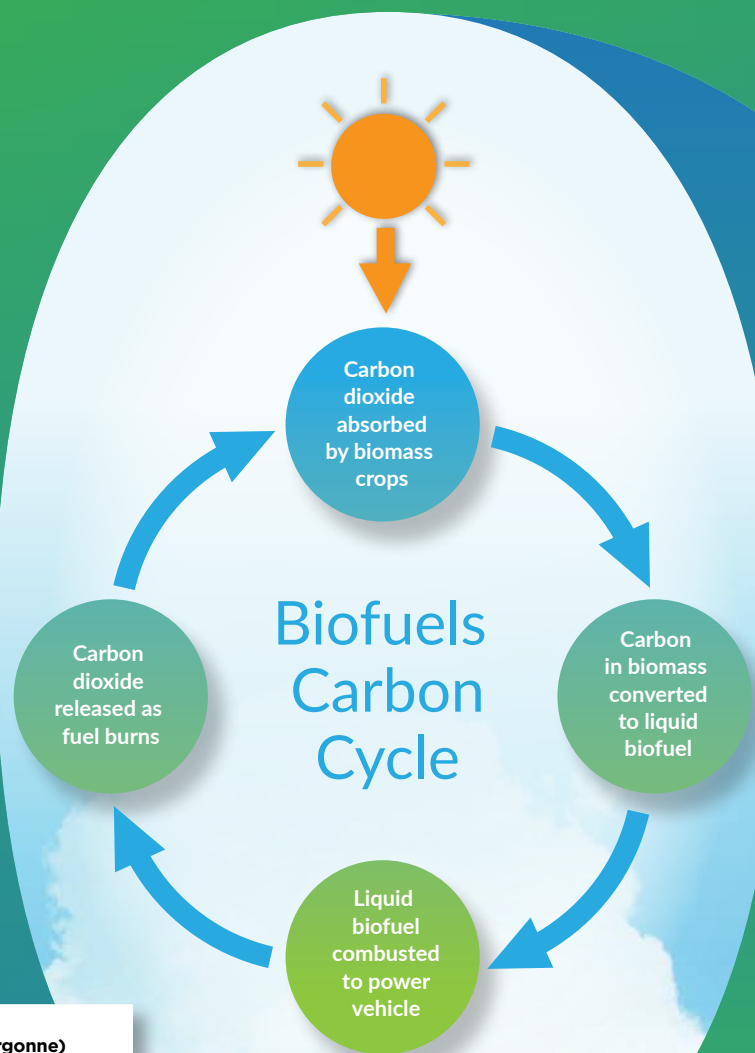 Carbon
dioxide
absorbed
by biomass
crops
Biofuels
Carbon
Cycle
Carbon
dioxide
released as
fuel burns
Carbon
in biomass
converted
to liquid
biofuel
Liquid
biofuel
combusted
to power
vehicle